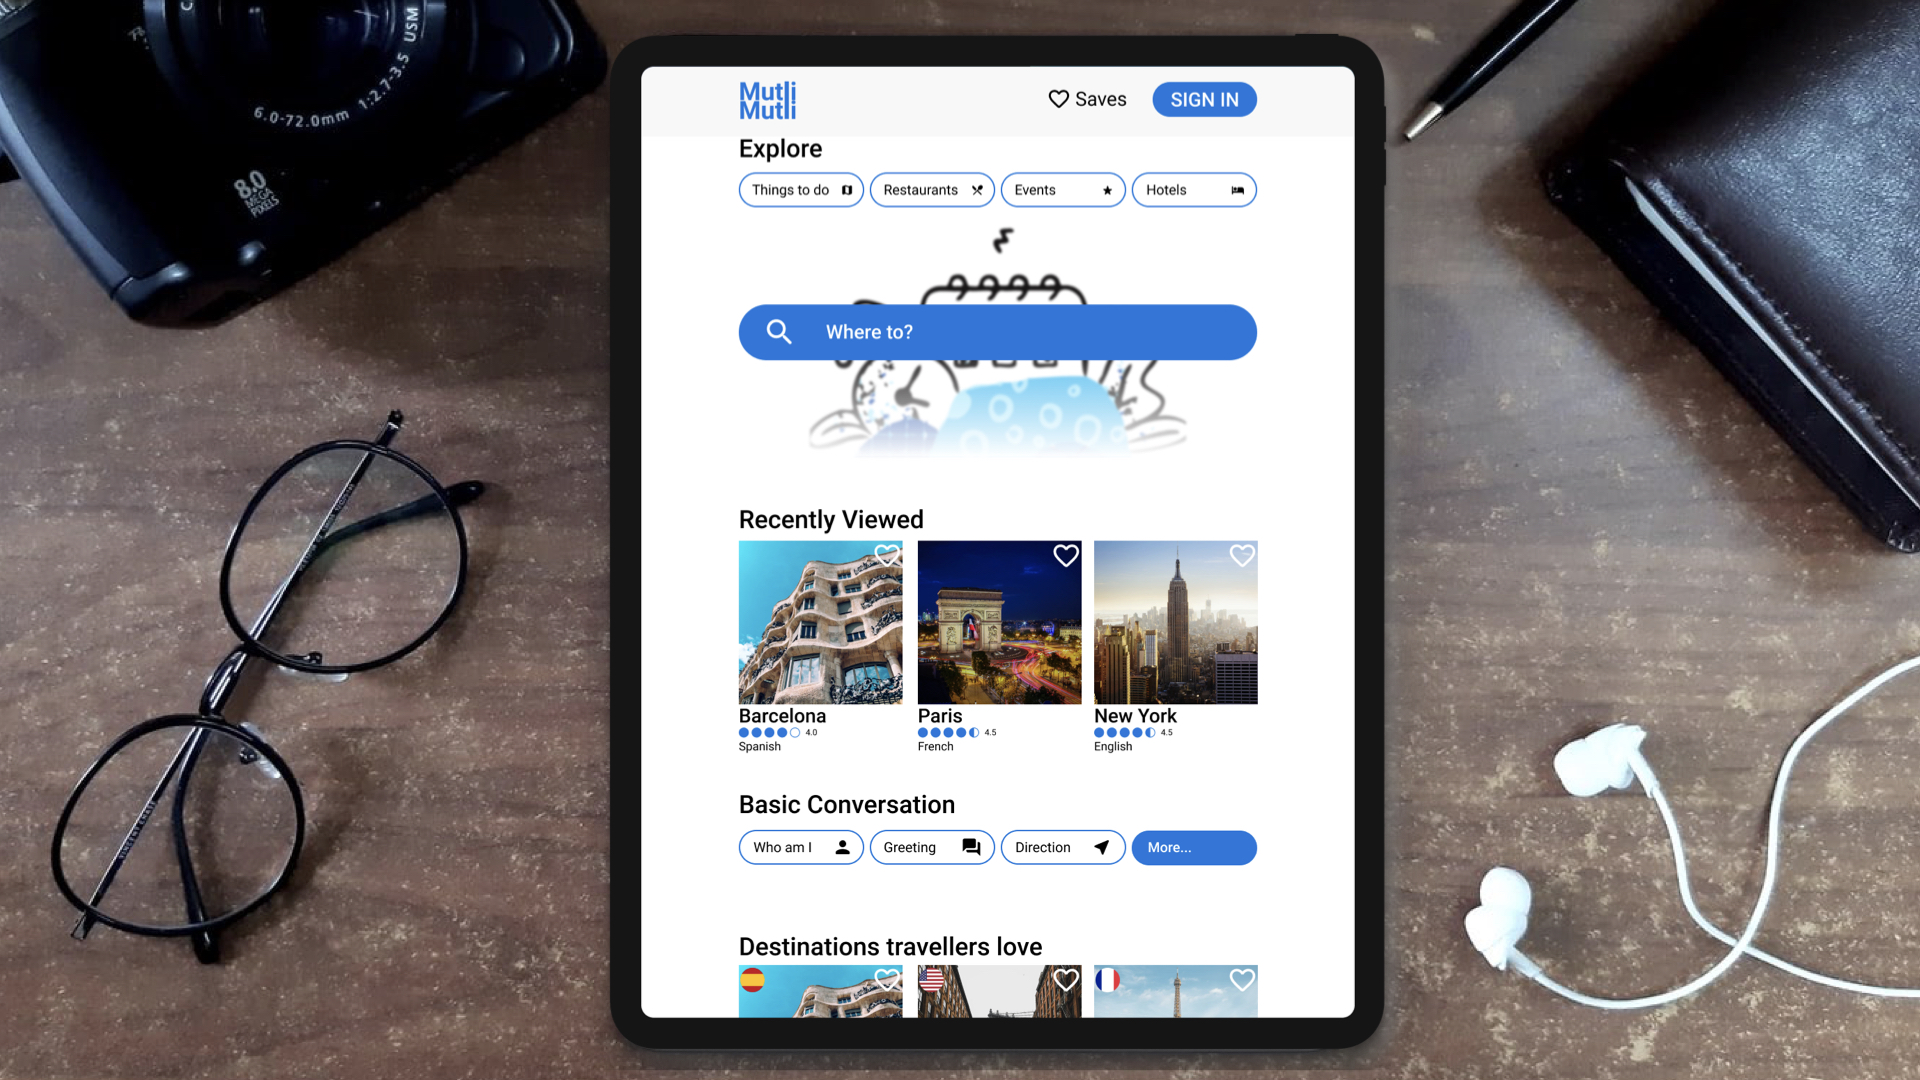 USM
1:2.7-3.5
6.0-72.0mm
8.0
MEGA
PIXELS
Mutli
Mutli
Saves
SIGN IN
Explore
Things to do
Restaurants
Events
Hotels
Where to?
Recently Viewed
Barcelona
4.0
Spanish
Paris
4.5
French
New York
4.5
English
Basic Conversation
Who am I
Greeting
Direction
More...
Destinations travellers love